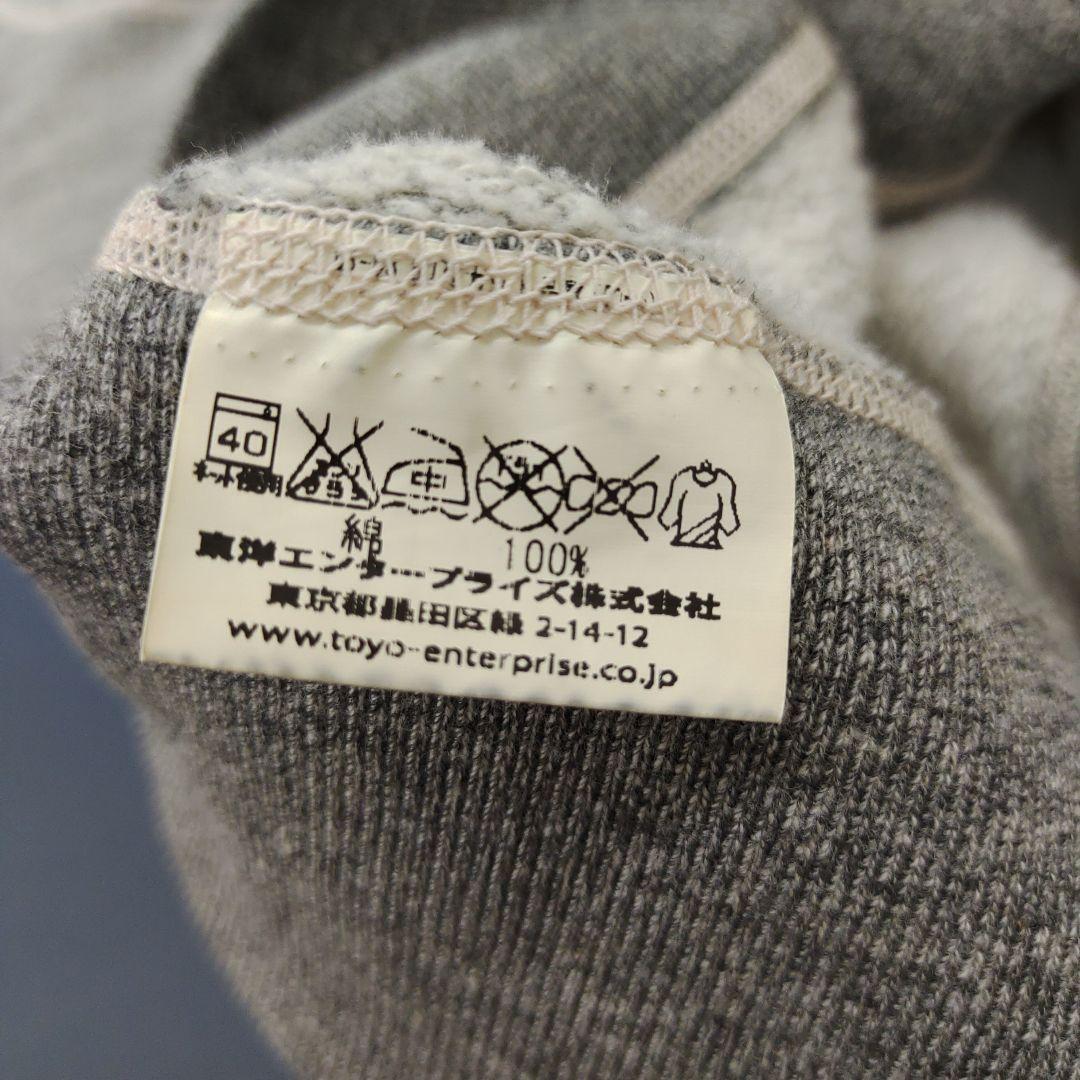 40 中
ネット使用
綿 100%
東洋エンタープライズ株式会社
東京都墨田区緑 2-14-12
www.toyo-enterprise.co.jp